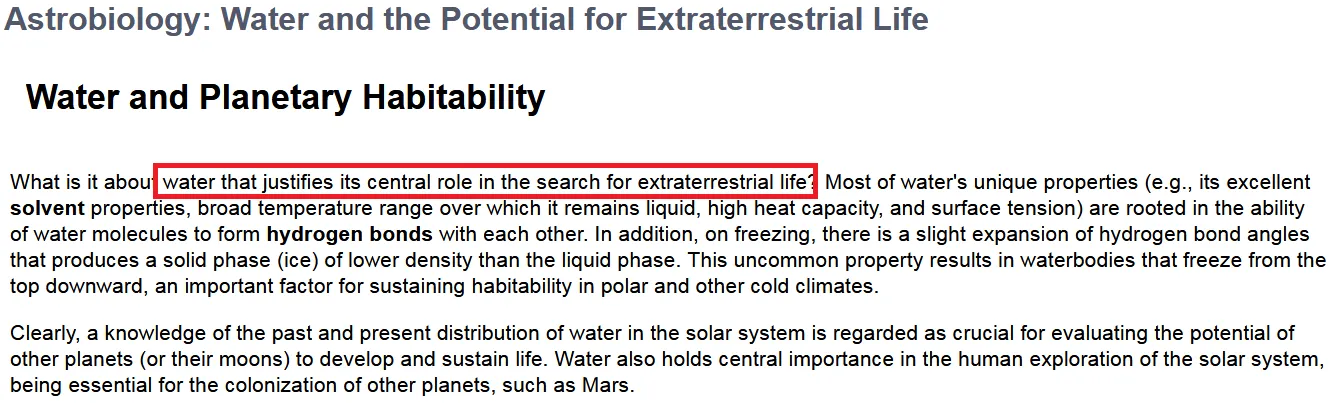 Astrobiology: Water and the Potential for Extraterrestrial Life
Water and Planetary Habitability
What is it about water that justifies its central role in the search for extraterrestrial life? Most of water's unique properties (e.g., its excellent
solvent properties, broad temperature range over which it remains liquid, high heat capacity, and surface tension) are rooted in the ability
of water molecules to form hydrogen bonds with each other. In addition, on freezing, there is a slight expansion of hydrogen bond angles
that produces a solid phase (ice) of lower density than the liquid phase. This uncommon property results in waterbodies that freeze from the
top downward, an important factor for sustaining habitability in polar and other cold climates.
Clearly, a knowledge of the past and present distribution of water in the solar system is regarded as crucial for evaluating the potential of
other planets (or their moons) to develop and sustain life. Water also holds central importance in the human exploration of the solar system,
being essential for the colonization of other planets, such as Mars.